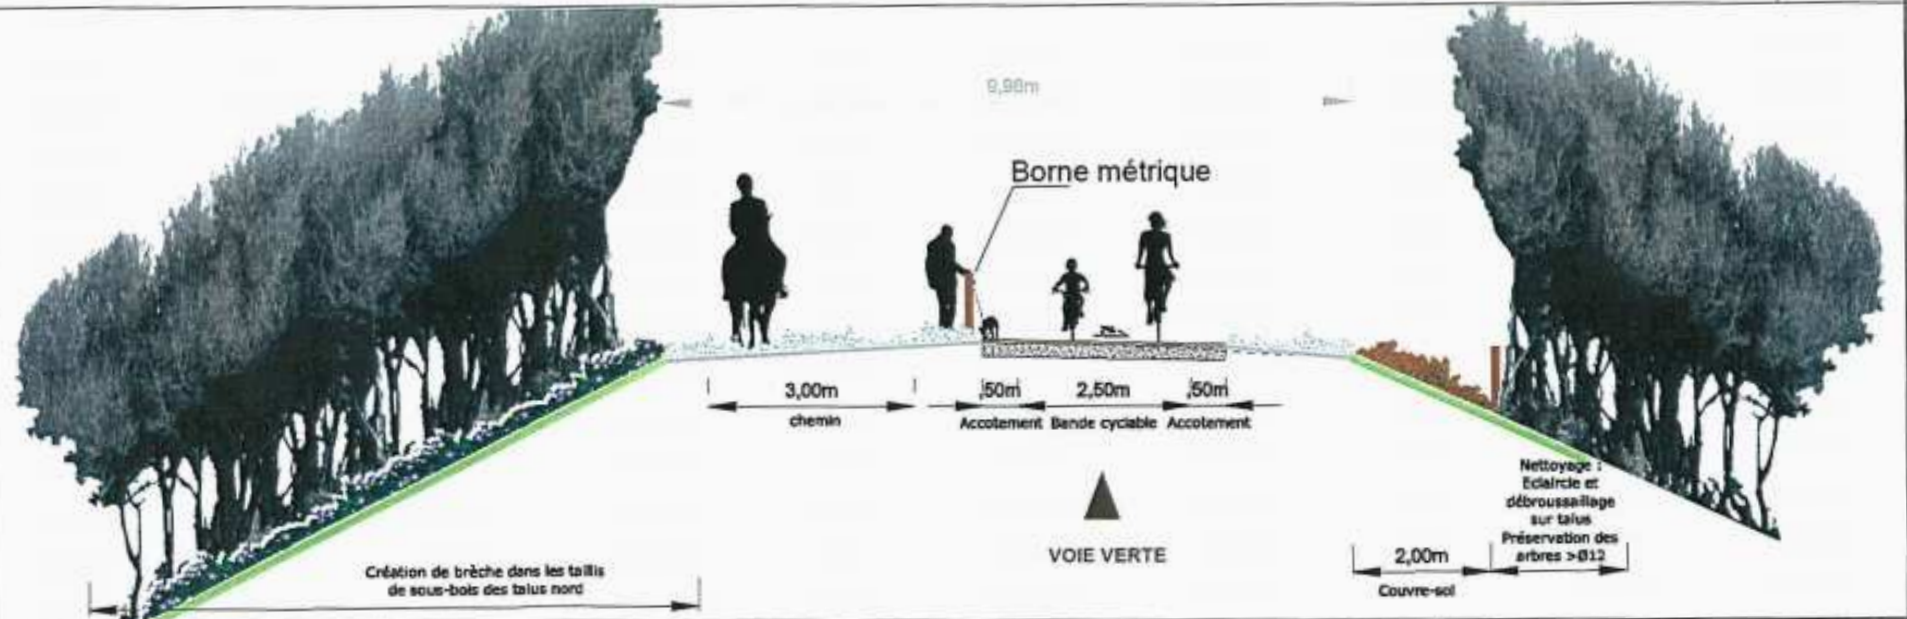 9,98m
Borne métrique
3,00m
chemin
,50m
2,50m
,50m
Accotement
Bande cyclable
Accotement
VOIE VERTE
Création de brèche dans les taillis
de sous-bois des talus nord
2,00m
Couvre-sol
Nettoyage :
Eclaircie et
débroussaillage
sur talus
Préservation des
arbres >Ø12